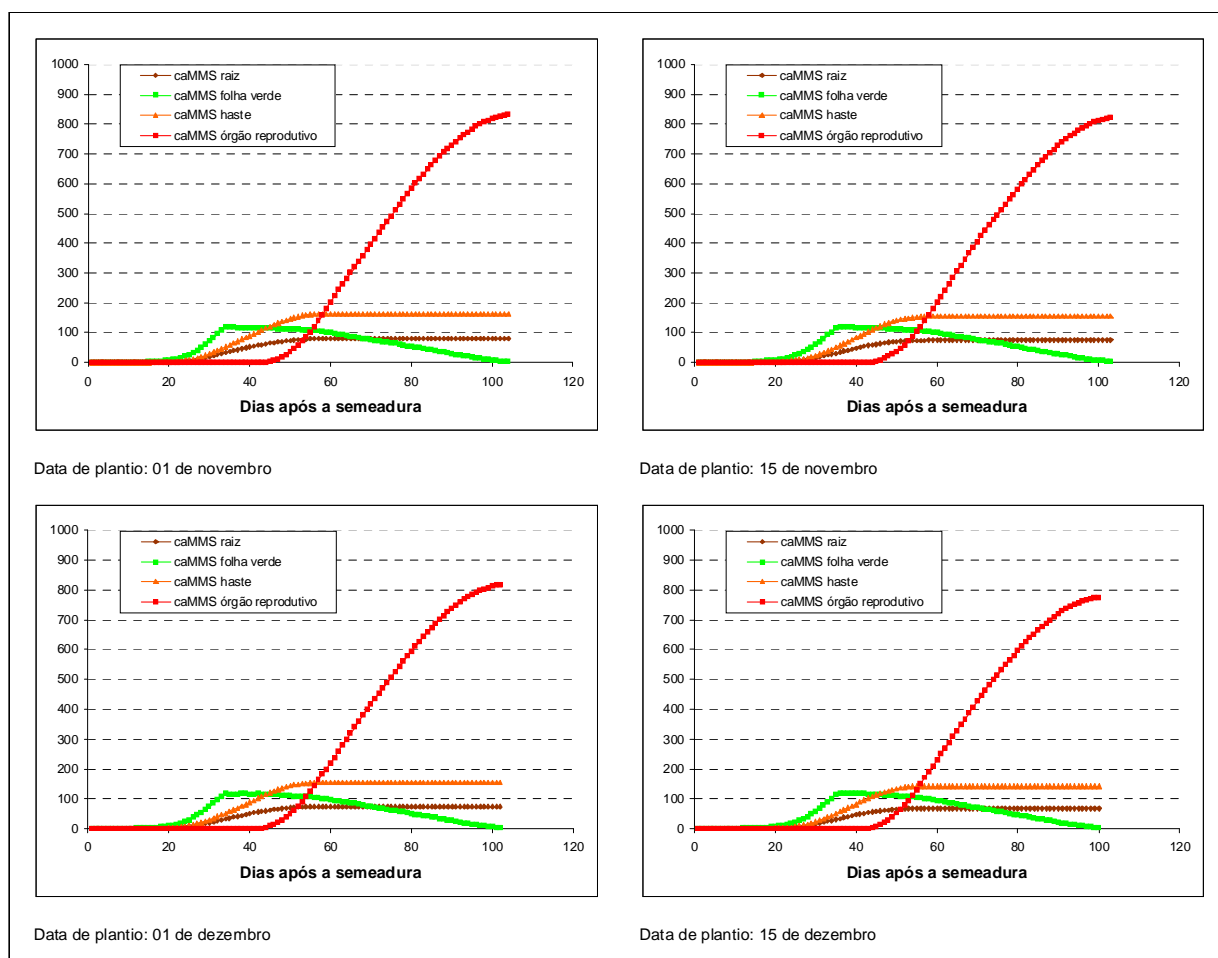 1000
900
800
700
600
500
400
300
200
100
0
caMMS raiz
caMMS folha verde
caMMS haste
caMMS órgão reprodutivo
0 20 40 60 80 100 120
Dias após a semeadura
Data de plantio: 01 de novembro
1000
900
800
700
600
500
400
300
200
100
0
caMMS raiz
caMMS folha verde
caMMS haste
caMMS órgão reprodutivo
0 20 40 60 80 100 120
Dias após a semeadura
Data de plantio: 15 de novembro
1000
900
800
700
600
500
400
300
200
100
0
caMMS raiz
caMMS folha verde
caMMS haste
caMMS órgão reprodutivo
0 20 40 60 80 100 120
Dias após a semeadura
Data de plantio: 01 de dezembro
1000
900
800
700
600
500
400
300
200
100
0
caMMS raiz
caMMS folha verde
caMMS haste
caMMS órgão reprodutivo
0 20 40 60 80 100 120
Dias após a semeadura
Data de plantio: 15 de dezembro